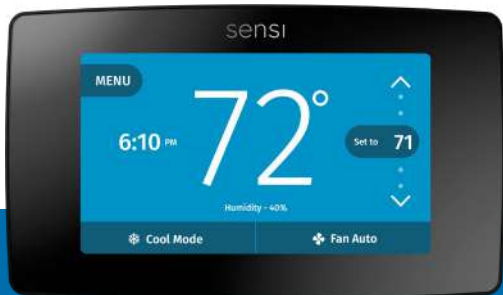 sensi
MENU
72°
6:10 PM
Set to 71
Humidity - 40%
Cool Mode
Fan Auto